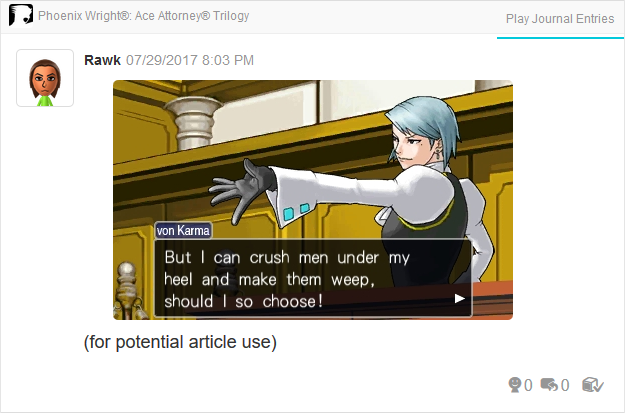 Phoenix Wright®: Ace Attorney® Trilogy
Play Journal Entries
Rawk 07/29/2017 8:03 PM
von Karma
But I can crush men under my
heel and make them weep,
should I so choose!
(for potential article use)
0 0